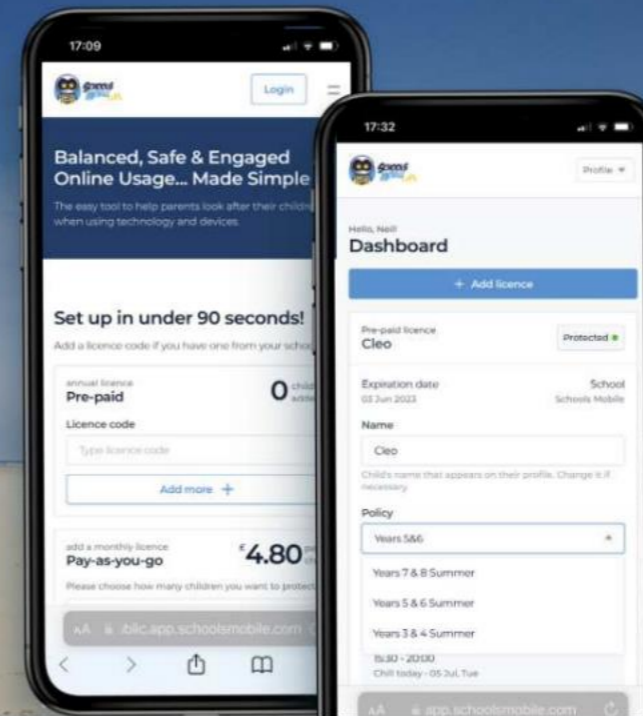 17:09
Login
Balanced, Safe & Engaged
Online Usage... Made Simple
The easy tool to help parents look after their
when using technology and devices.
Set up in under 90 seconds!
Add a licence code if you have one from your
annual licence
Pre-paid
0
Licence code
Type licence code
Add more +
add a monthly licence
Pay-as-you-go
£4.80
Please choose how many children you want to protect
AA
.app.schoolsmobile.com
17:32
Profile
Hello, Neill
Dashboard
+ Add licence
Pre-paid licence
Cleo
Protected
Expiration date
03 Jun 2023
School
Schools Mobile
Name
Cleo
Child's name that appears on their profile. Change it if
necessary
Policy
Years 5&6
Years 7 & 8 Summer
Years 5 & 6 Summer
Years 3 & 4 Summer
15:30 - 20:00
Chill today - 05 Jul, Tue
AA
app.schoolsmobile.com